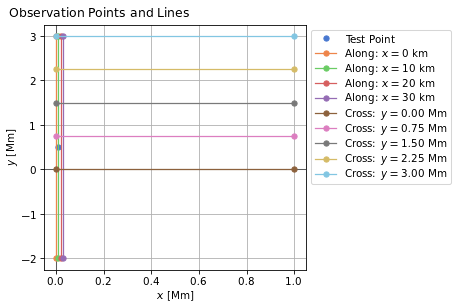 Observation Points and Lines
3
2
1
0
−1
−2
y [Mm]
0.0 0.2 0.4 0.6 0.8 1.0
x [Mm]
Test Point
Along: x = 0 km
Along: x = 10 km
Along: x = 20 km
Along: x = 30 km
Cross: y = 0.00 Mm
Cross: y = 0.75 Mm
Cross: y = 1.50 Mm
Cross: y = 2.25 Mm
Cross: y = 3.00 Mm